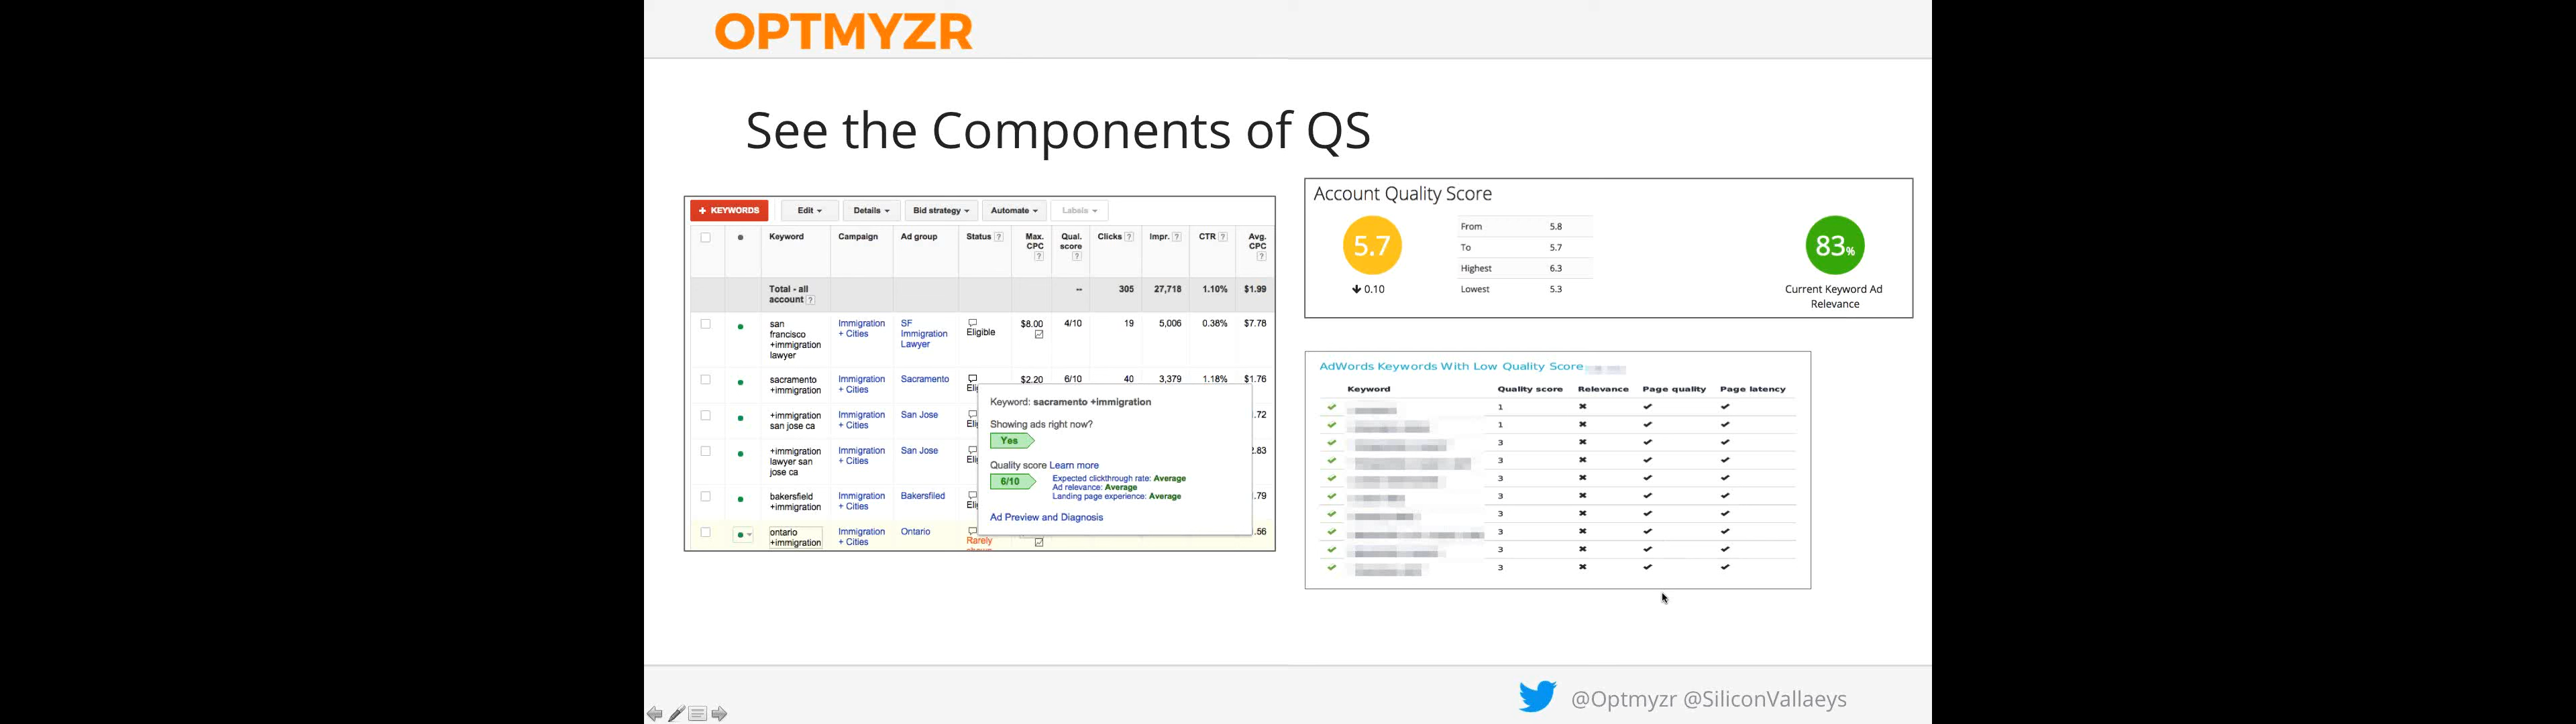 OPTMYZR
See the Components of QS
+ KEYWORDS Edit Details Bid strategy Automate Labels
Keyword Campaign Ad group Status ? Max. CPC ? Qual. score ? Clicks ? Impr. ? CTR ? Avg. CPC ?
Total - all account ? -- 305 27,718 1.10% $1.99
san francisco +immigration lawyer Immigration + Cities SF Immigration Lawyer Eligible $8.00 4/10 19 5,006 0.38% $7.78
sacramento +immigration Immigration + Cities Sacramento Eli $2.20 6/10 40 3,379 1.18% $1.76
+immigration san jose ca Immigration + Cities San Jose Eli .72
+immigration lawyer san jose ca Immigration + Cities San Jose Eli .83
bakersfield +immigration Immigration + Cities Bakersfiled Eli .79
ontario +immigration Immigration + Cities Ontario Rarely .56
Keyword: sacramento +immigration
Showing ads right now?
Yes
Quality score Learn more
6/10
Expected clickthrough rate: Average
Ad relevance: Average
Landing page experience: Average
Ad Preview and Diagnosis
Account Quality Score
5.7
0.10
From 5.8
To 5.7
Highest 6.3
Lowest 5.3
83%
Current Keyword Ad
Relevance
AdWords Keywords With Low Quality Score
Keyword Quality score Relevance Page quality Page latency
1
1
3
3
3
3
3
3
3
3
@Optmyzr @SiliconVallaeys